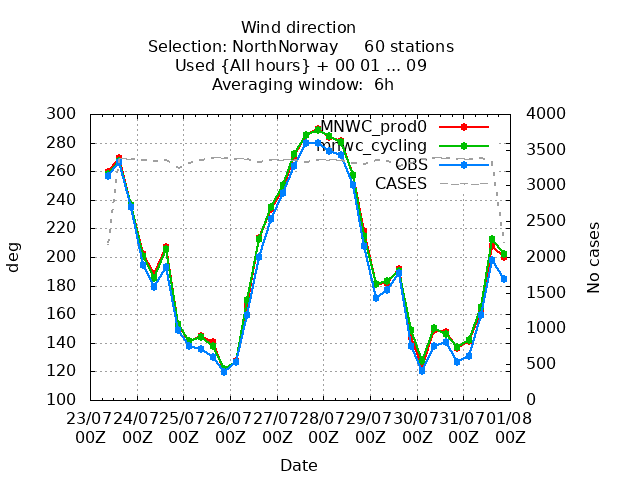 Wind direction
Selection: NorthNorway     60 stations
Used {All hours} + 00 01 ... 09
Averaging window:  6h
300 4000
280 3500
260 3000
240 2500
220
200 2000
180 1500
160 1000
140
120 500
100 0
MNWC_prod0
mnwc_cycling
OBS
CASES
deg
No cases
23/07 24/07 25/07 26/07 27/07 28/07 29/07 30/07 31/07 01/08
00Z 00Z 00Z 00Z 00Z 00Z 00Z 00Z 00Z 00Z
Date